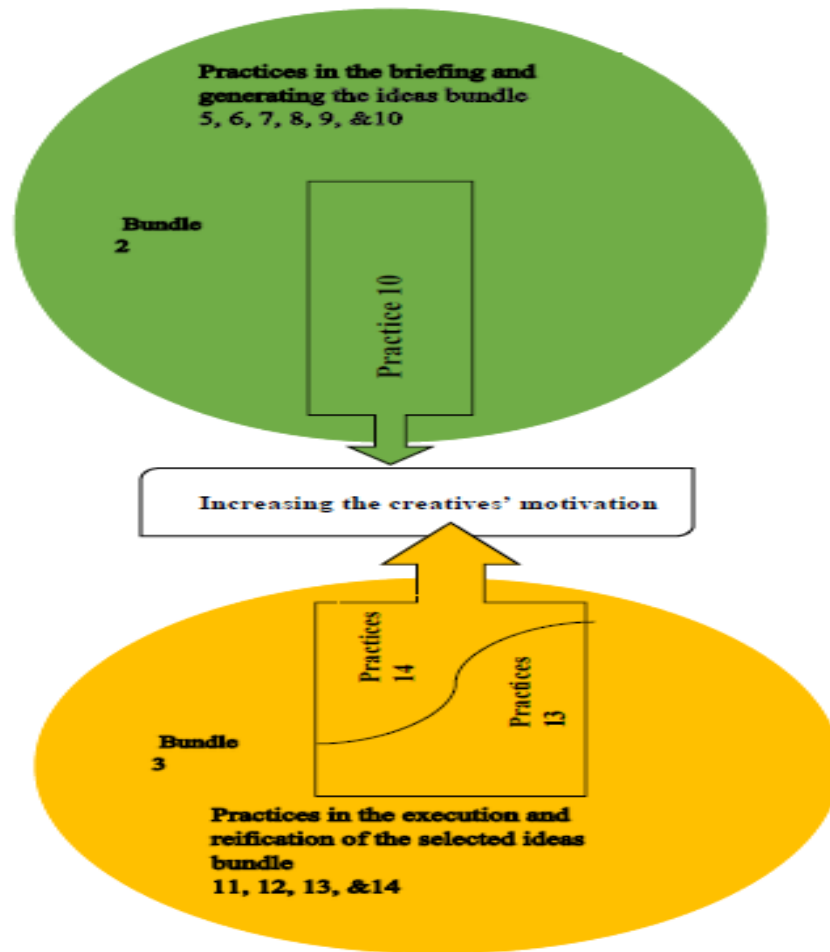 Practices in the briefing and
generating the ideas bundle
5, 6, 7, 8, 9, &10
Bundle
2
Practice 10
Increasing the creatives’ motivation
Practices
14
Practices
13
Bundle
3
Practices in the execution and
reification of the selected ideas
bundle
11, 12, 13, &14